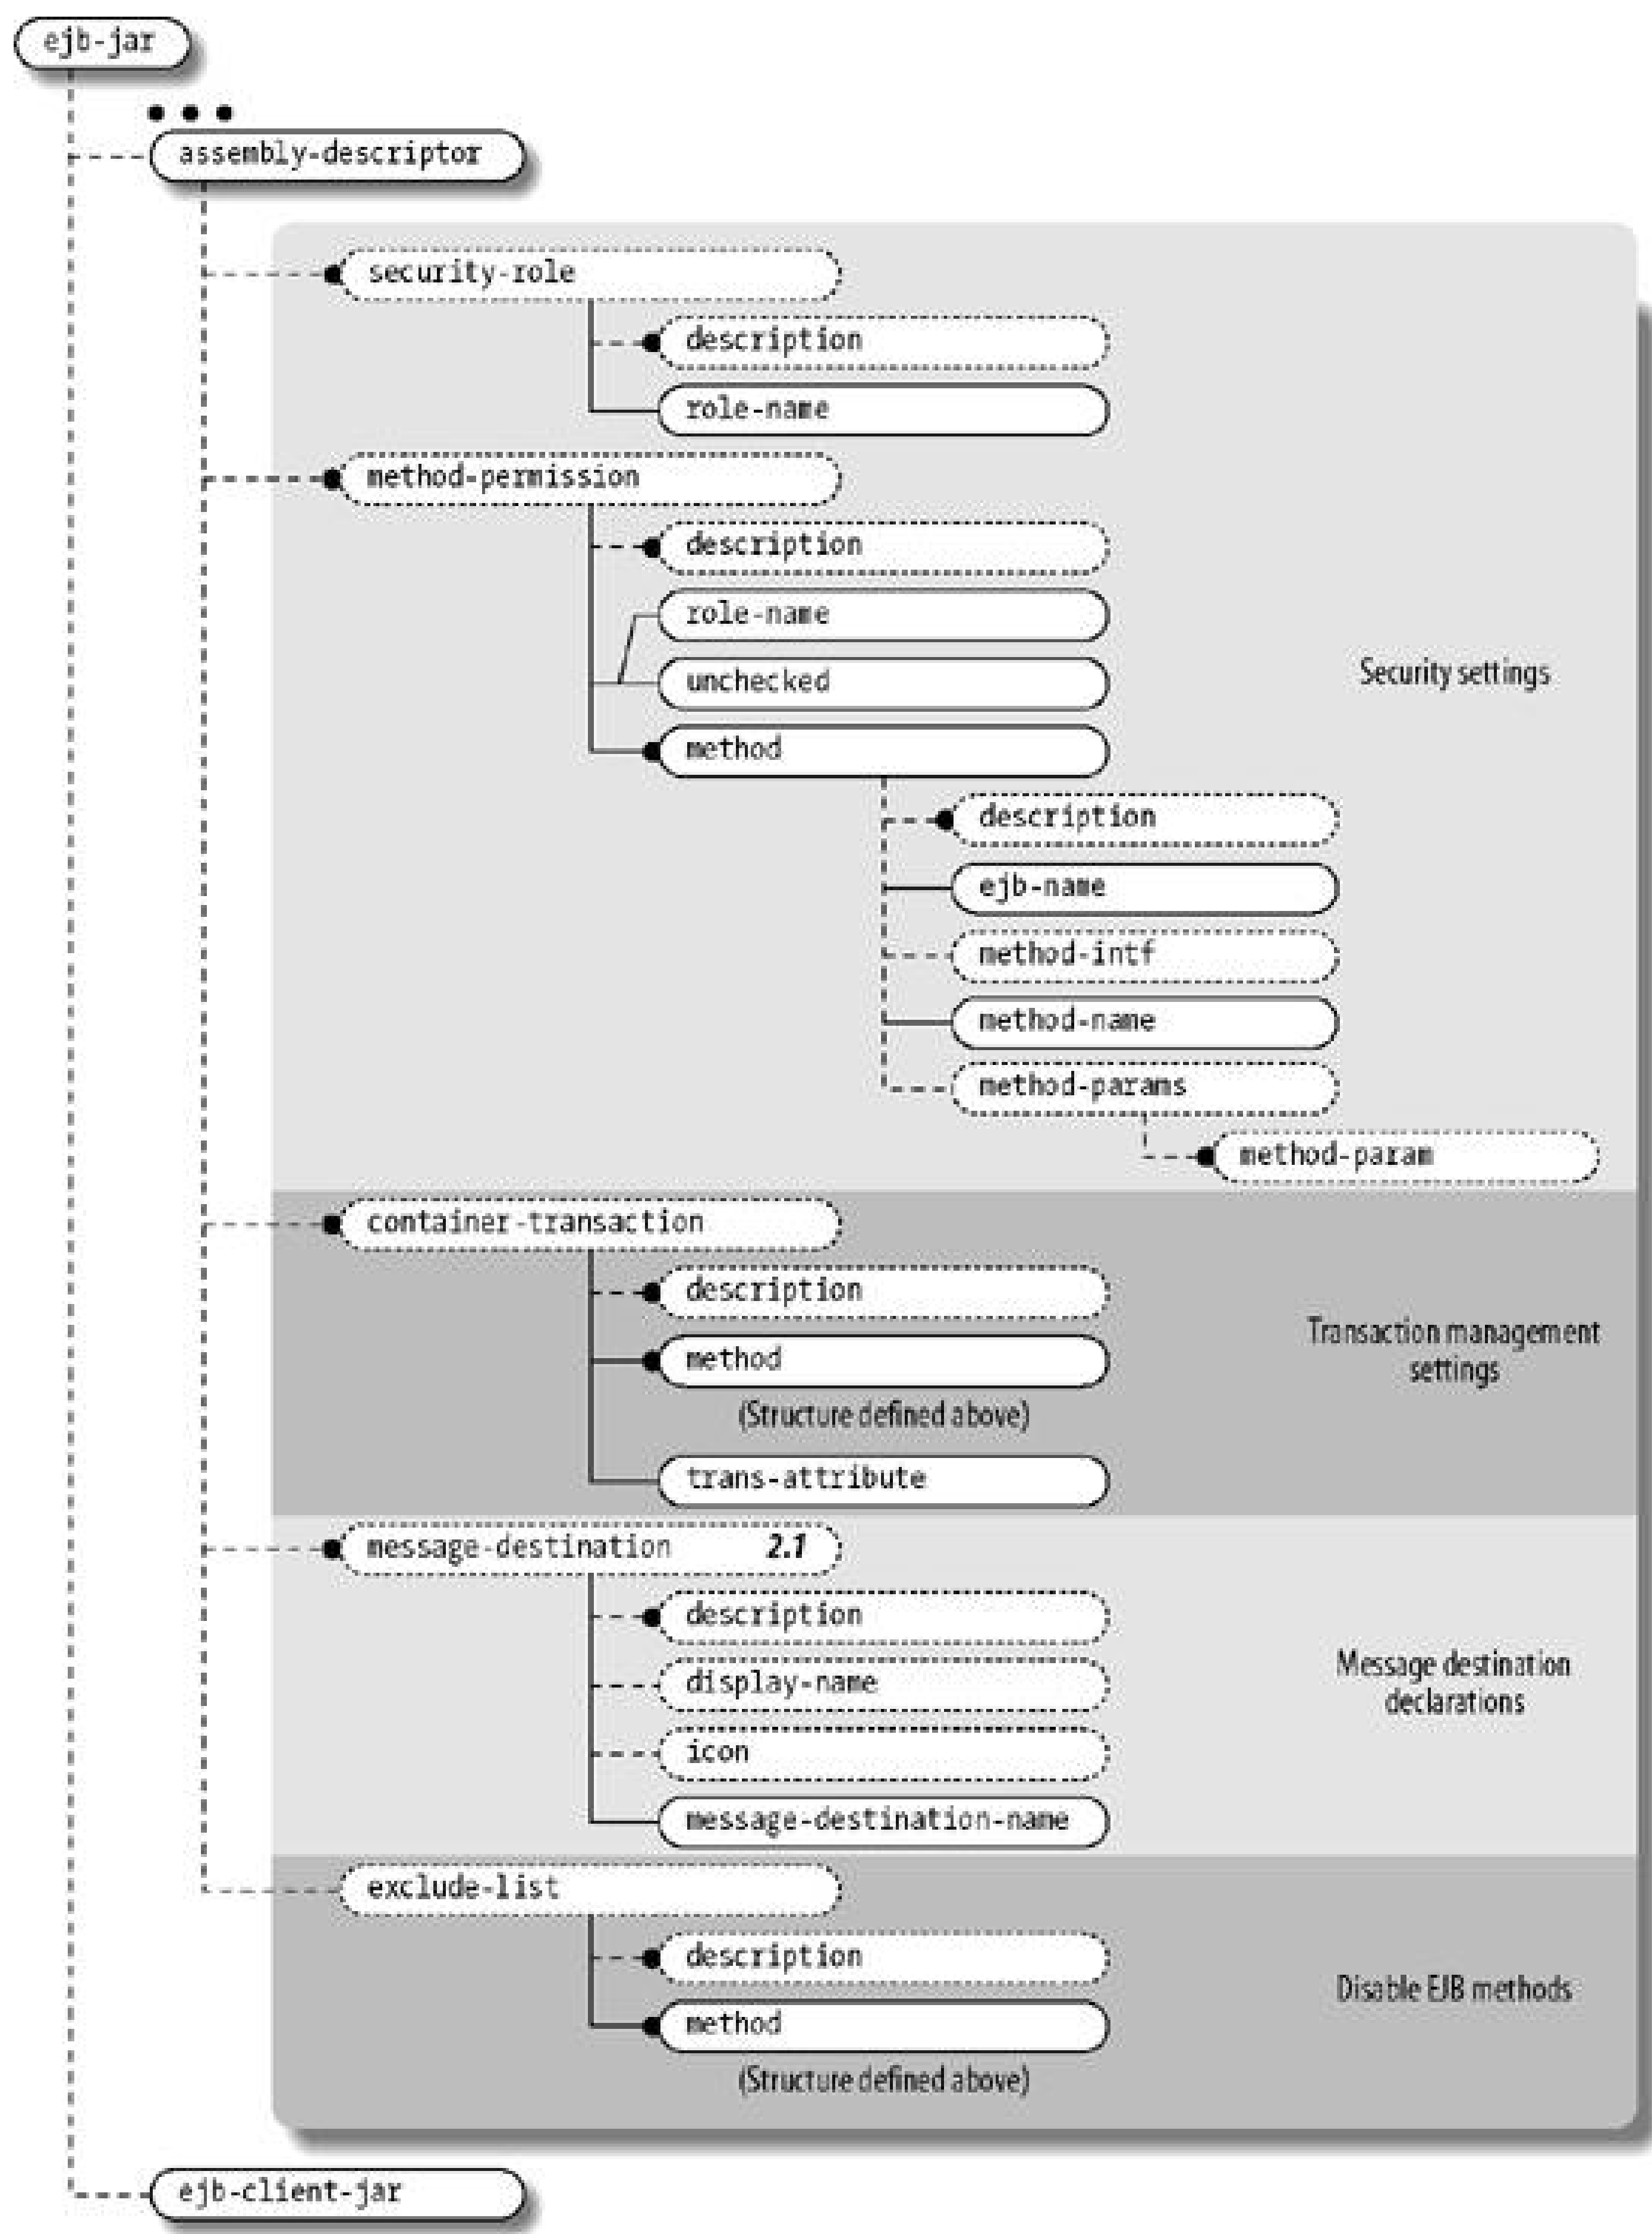 ejb-jar
assembly-descriptor
security-role
description
role-name
method-permission
description
role-name
unchecked
Security settings
method
description
ejb-name
method-intf
method-name
method-params
method-param
container-transaction
description
Transaction management
settings
method
(Structure defined above)
trans-attribute
message-destination 2.1
description
Message destination
declarations
display-name
icon
message-destination-name
exclude-list
description
Disable EJB methods
method
(Structure defined above)
ejb-client-jar